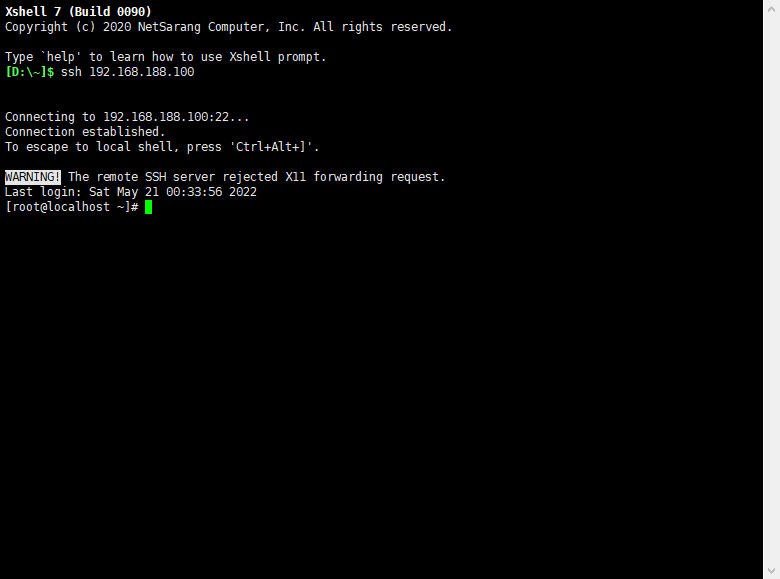 Xshell 7 (Build 0090)
Copyright (c) 2020 NetSarang Computer, Inc. All rights reserved.
Type `help' to learn how to use Xshell prompt.
[D:\~]$ ssh 192.168.188.100
Connecting to 192.168.188.100:22...
Connection established.
To escape to local shell, press 'Ctrl+Alt+]'.
WARNING! The remote SSH server rejected X11 forwarding request.
Last login: Sat May 21 00:33:56 2022
[root@localhost ~]#